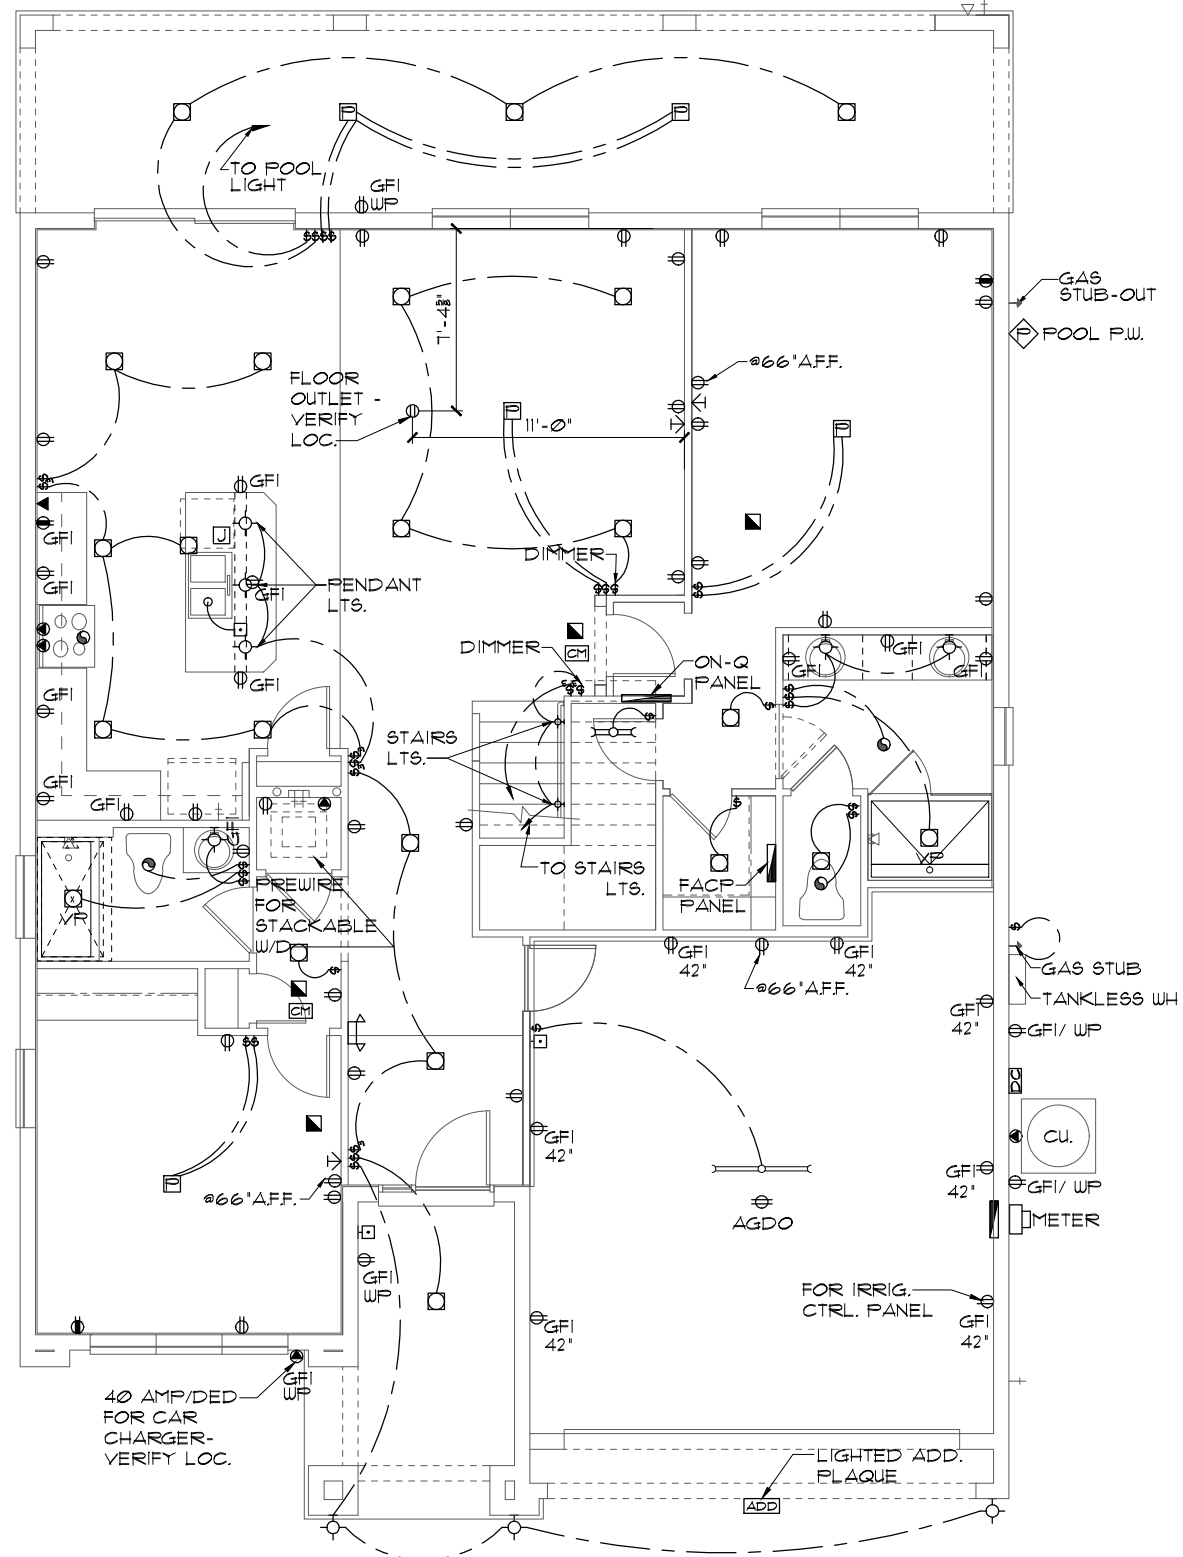 P
P
TO POOL
LIGHT
GFI
WP
$$$$
GAS
STUB-OUT
P POOL P.W.
7'-4⅝"
@66"A.F.F.
FLOOR
OUTLET -
VERIFY
LOC.
P
11'-0"
P
$$
GFI
J
GFI
GFI
DIMMER
$$$
$$
PENDANT
LTS.
GFI
GFI
CM
DIMMER
ON-Q
PANEL
GFI
GFI
GFI
GFI
STAIRS
LTS.
GFI
GFI
GFI
TO STAIRS
LTS.
VP
VP
FACP
PANEL
PREWIRE
FOR
STACKABLE
W/D
GFI
42"
GFI
42"
@66"A.F.F.
GAS STUB
TANKLESS WH
CM
GFI
42"
GFI/ WP
DC
CU.
GFI
42"
GFI
42"
GFI/ WP
P
@66"A.F.F.
AGDO
METER
GFI
WP
FOR IRRIG.
CTRL. PANEL
GFI
42"
GFI
42"
GFI
WP
40 AMP/DED
FOR CAR
CHARGER-
VERIFY LOC.
LIGHTED ADD.
PLAQUE
ADD